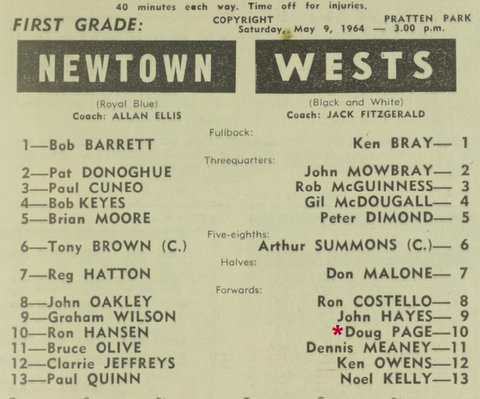 40 minutes each way. Time off for injuries.
FIRST GRADE: COPYRIGHT PRATTEN PARK
Saturday, May 9, 1964 — 3.00 p.m.
NEWTOWN WESTS
(Royal Blue) (Black and White)
Coach: ALLAN ELLIS Coach: JACK FITZGERALD
Fullback:
1—Bob BARRETT Ken BRAY— 1
Threequarters:
2—Pat DONOGHUE John MOWBRAY— 2
3—Paul CUNEO Rob McGUINNESS— 3
4—Bob KEYES Gil McDOUGALL— 4
5—Brian MOORE Peter DIMOND— 5
Five-eighths:
6—Tony BROWN (C.) Arthur SUMMONS (C.)— 6
Halves:
7—Reg HATTON Don MALONE— 7
Forwards:
8—John OAKLEY Ron COSTELLO— 8
9—Graham WILSON John HAYES— 9
10—Ron HANSEN *Doug PAGE—10
11—Bruce OLIVE Dennis MEANEY—11
12—Clarrie JEFFREYS Ken OWENS—12
13—Paul QUINN Noel KELLY—13